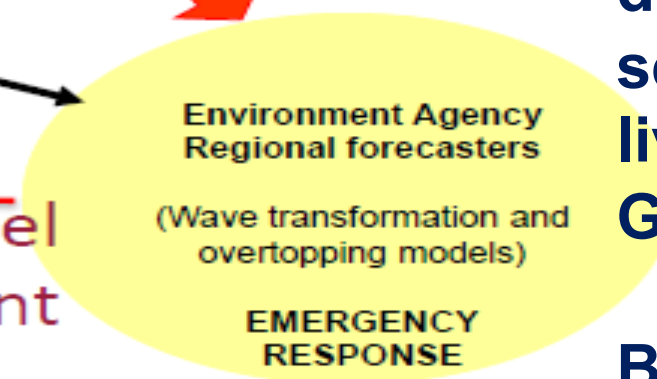 Environment Agency
Regional forecasters
(Wave transformation and
overtopping models)
EMERGENCY
RESPONSE